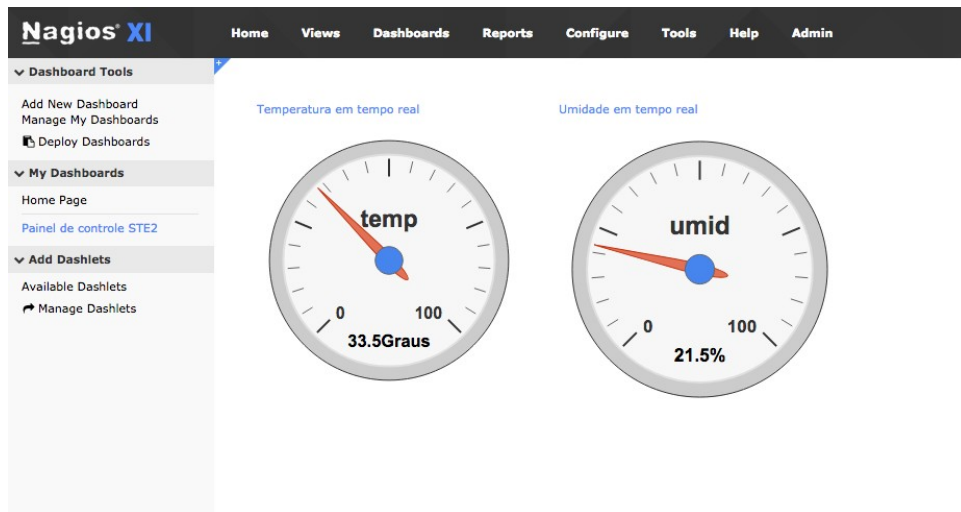 Nagios® XI
Home Views Dashboards Reports Configure Tools Help Admin
Dashboard Tools
Add New Dashboard
Manage My Dashboards
Deploy Dashboards
My Dashboards
Home Page
Painel de controle STE2
Add Dashlets
Available Dashlets
Manage Dashlets
Temperatura em tempo real
temp
0 100
33.5Graus
Umidade em tempo real
umid
0 100
21.5%